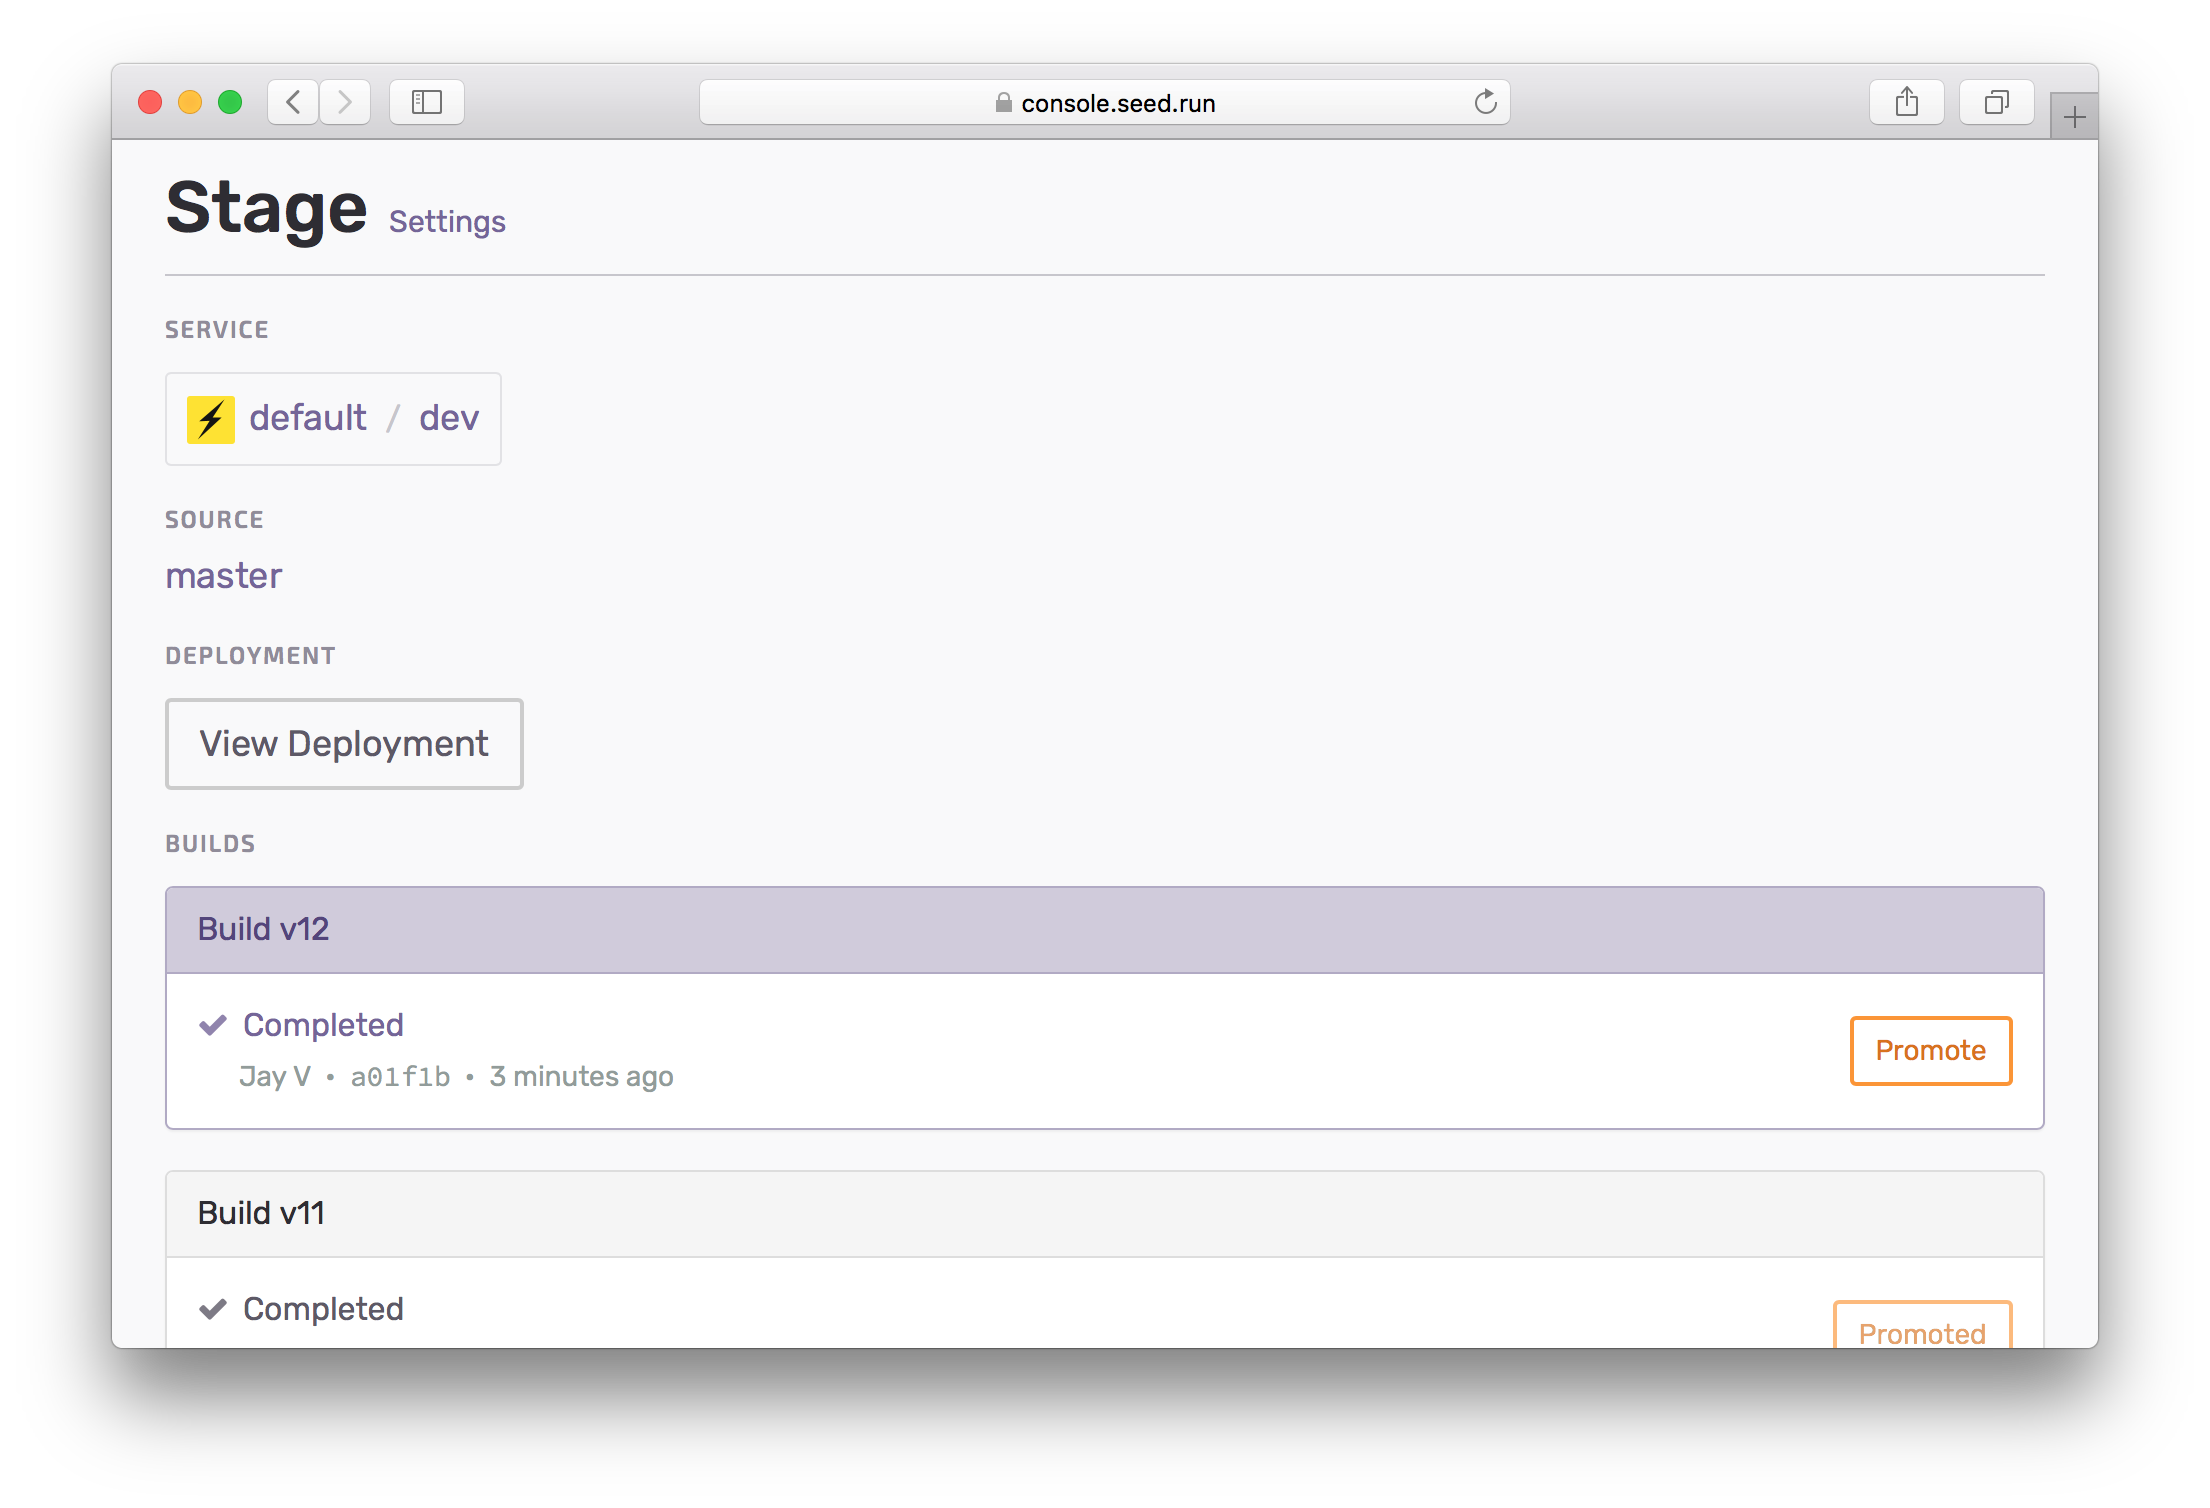 console.seed.run
Stage Settings
SERVICE
default / dev
SOURCE
master
DEPLOYMENT
View Deployment
BUILDS
Build v12
Completed
Promote
Jay V • a01f1b • 3 minutes ago
Build v11
Completed
Promoted